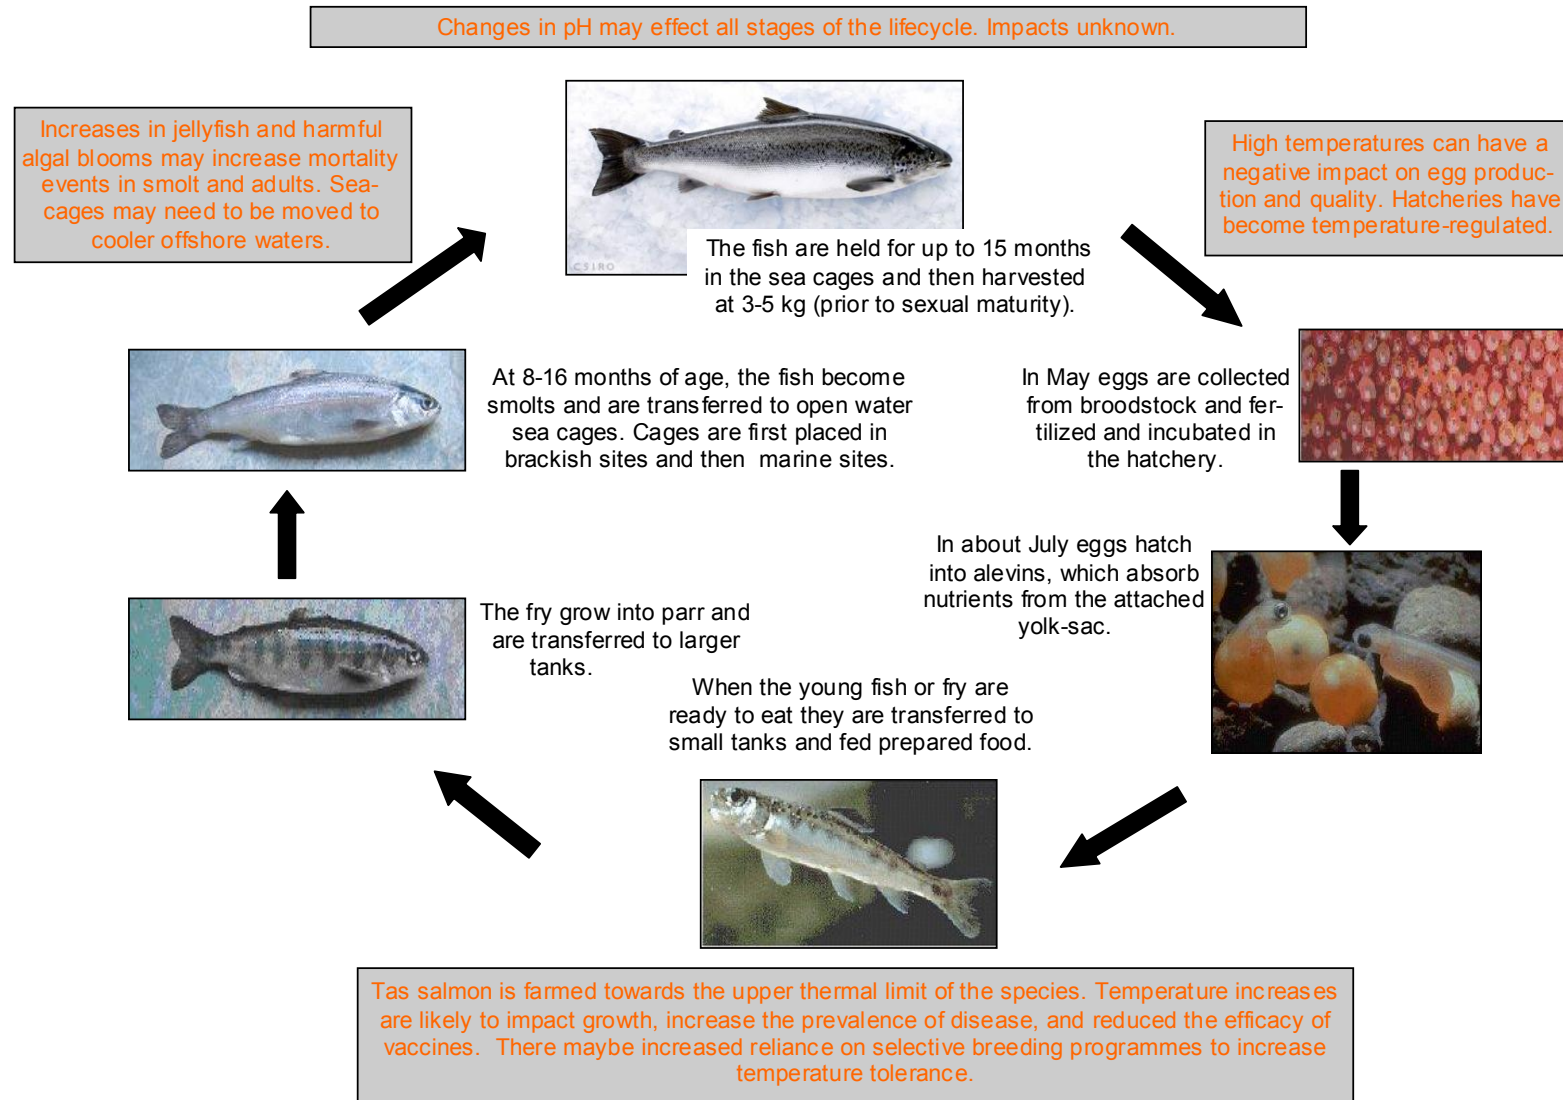 Changes in pH may effect all stages of the lifecycle. Impacts unknown.
Increases in jellyfish and harmful
algal blooms may increase mortality
events in smolt and adults. Sea-
cages may need to be moved to
cooler offshore waters.
High temperatures can have a
negative impact on egg produc-
tion and quality. Hatcheries have
become temperature-regulated.
CSIRO
The fish are held for up to 15 months
in the sea cages and then harvested
at 3-5 kg (prior to sexual maturity).
At 8-16 months of age, the fish become
smolts and are transferred to open water
sea cages. Cages are first placed in
brackish sites and then marine sites.
In May eggs are collected
from broodstock and fer-
tilized and incubated in
the hatchery.
In about July eggs hatch
into alevins, which absorb
nutrients from the attached
yolk-sac.
The fry grow into parr and
are transferred to larger
tanks.
When the young fish or fry are
ready to eat they are transferred to
small tanks and fed prepared food.
Tas salmon is farmed towards the upper thermal limit of the species. Temperature increases
are likely to impact growth, increase the prevalence of disease, and reduced the efficacy of
vaccines. There maybe increased reliance on selective breeding programmes to increase
temperature tolerance.